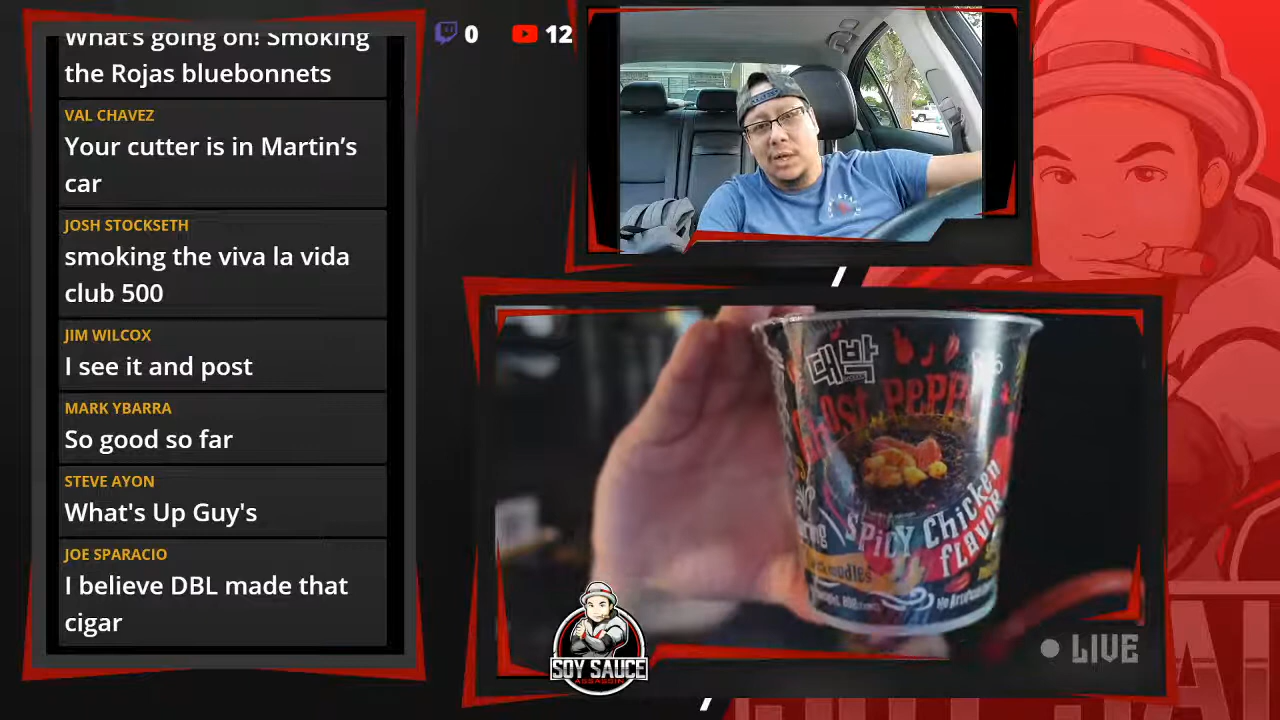 What's going on! Smoking
the Rojas bluebonnets
VAL CHAVEZ
Your cutter is in Martin's
car
JOSH STOCKSETH
smoking the viva la vida
club 500
JIM WILCOX
I see it and post
MARK YBARRA
So good so far
STEVE AYON
What's Up Guy's
JOE SPARACIO
I believe DBL made that
cigar
0
12
대박
Ghost PePPe
SPiCY ChiCken
flavor
SOY SAUCE
ASSASSIN
LIVE